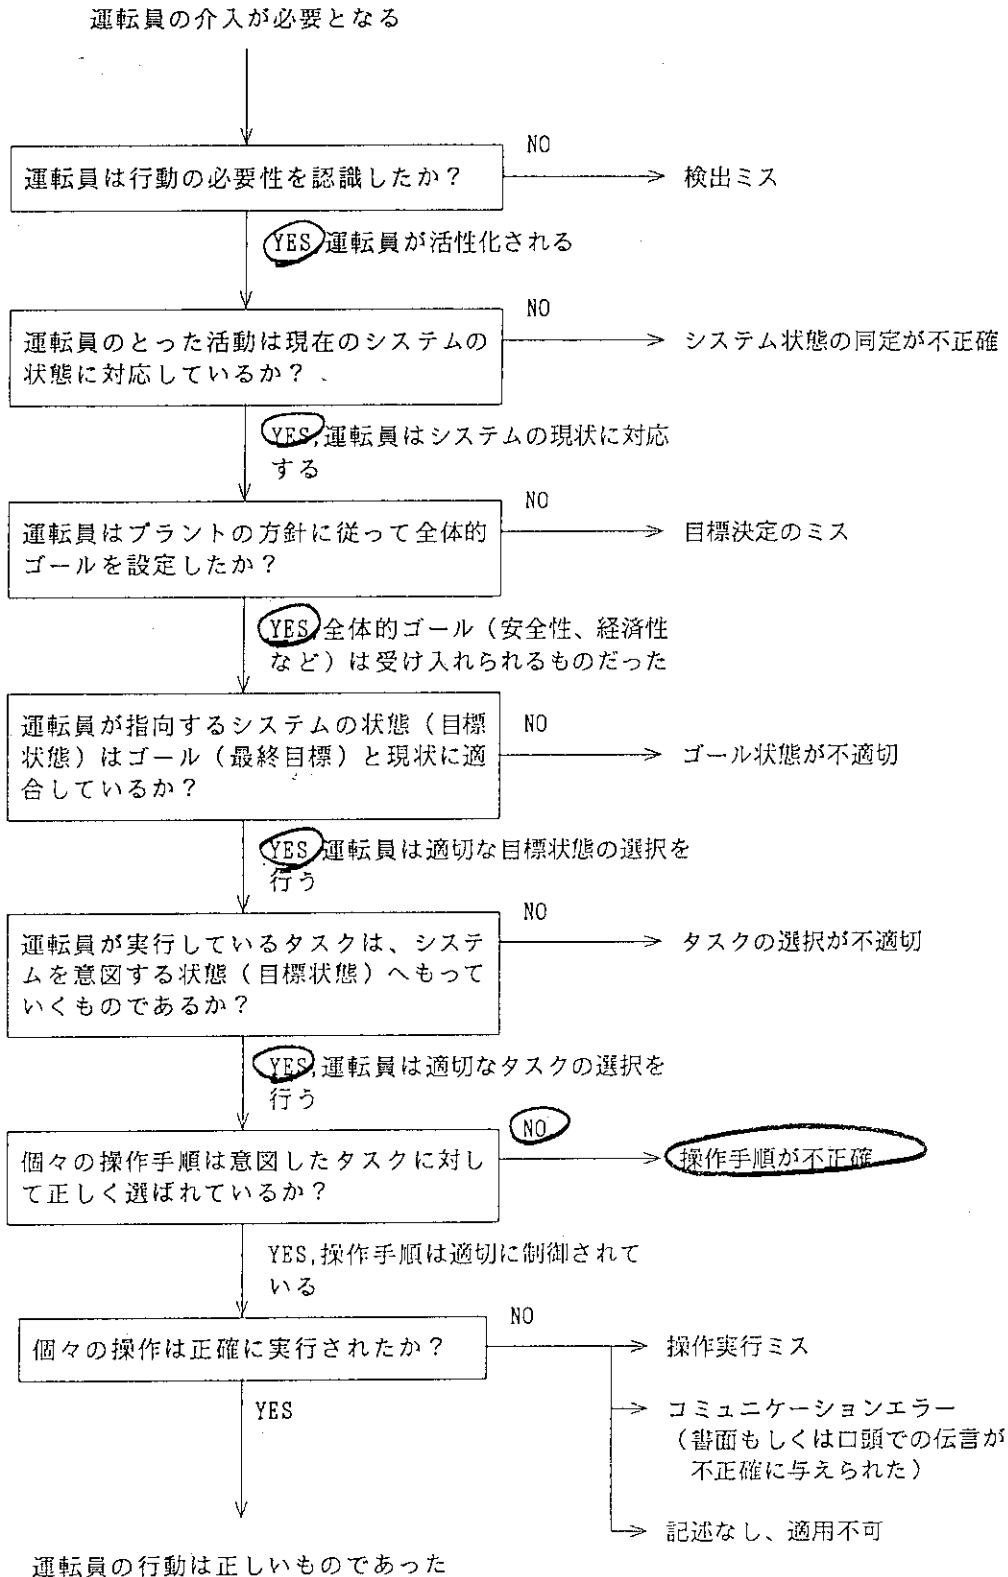 運転員の介入が必要となる
NO
運転員は行動の必要性を認識したか？
検出ミス
YES,運転員が活性化される
NO
運転員のとった活動は現在のシステムの
状態に対応しているか？
システム状態の同定が不正確
YES,運転員はシステムの現状に対応
する
NO
運転員はプラントの方針に従って全体的
ゴールを設定したか？
目標決定のミス
YES,全体的ゴール（安全性、経済性
など）は受け入れられるものだった
運転員が指向するシステムの状態（目標
状態）はゴール（最終目標）と現状に適
合しているか？
NO
ゴール状態が不適切
YES,運転員は適切な目標状態の選択を
行う
NO
運転員が実行しているタスクは、システ
ムを意図する状態（目標状態）へもって
いくものであるか？
タスクの選択が不適切
YES,運転員は適切なタスクの選択を
行う
NO
個々の操作手順は意図したタスクに対し
て正しく選ばれているか？
操作手順が不正確
YES,操作手順は適切に制御されて
いる
NO
個々の操作は正確に実行されたか？
操作実行ミス
YES
コミュニケーションエラー
（書面もしくは口頭での伝言が
不正確に与えられた）
記述なし、適用不可
運転員の行動は正しいものであった